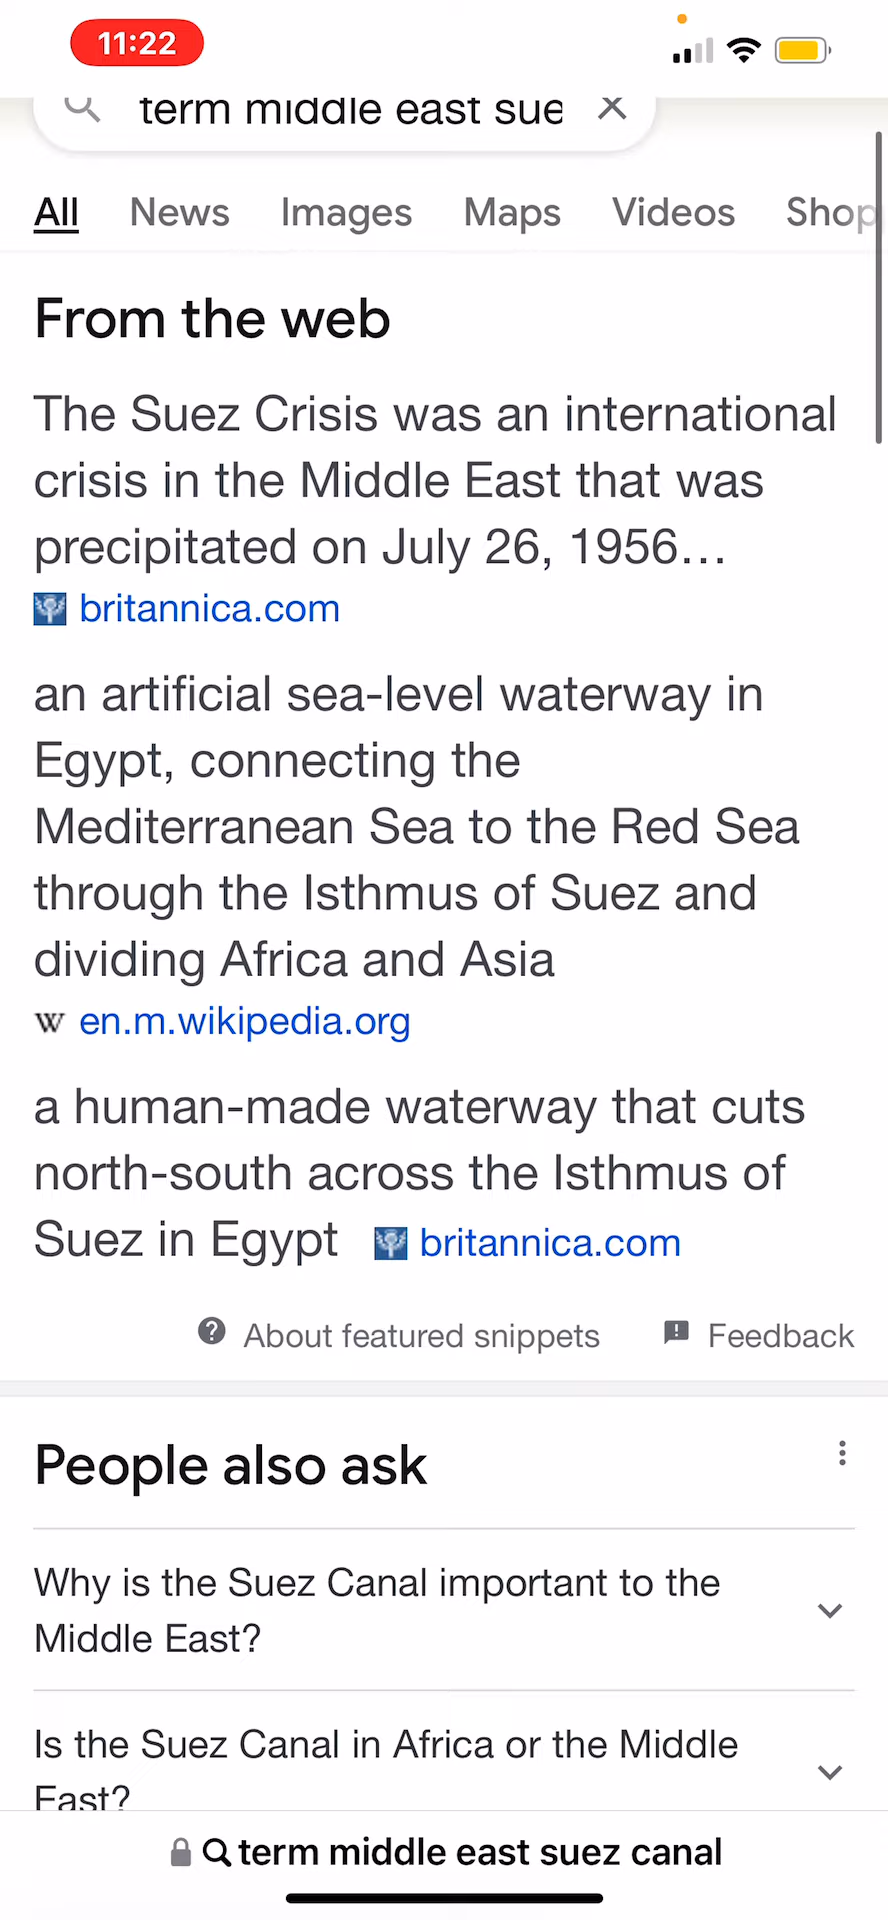 11:22
term middle east sue
All News Images Maps Videos Shop
From the web
The Suez Crisis was an international
crisis in the Middle East that was
precipitated on July 26, 1956...
britannica.com
an artificial sea-level waterway in
Egypt, connecting the
Mediterranean Sea to the Red Sea
through the Isthmus of Suez and
dividing Africa and Asia
W en.m.wikipedia.org
a human-made waterway that cuts
north-south across the Isthmus of
Suez in Egypt britannica.com
About featured snippets Feedback
People also ask
Why is the Suez Canal important to the
Middle East?
Is the Suez Canal in Africa or the Middle
East?
term middle east suez canal